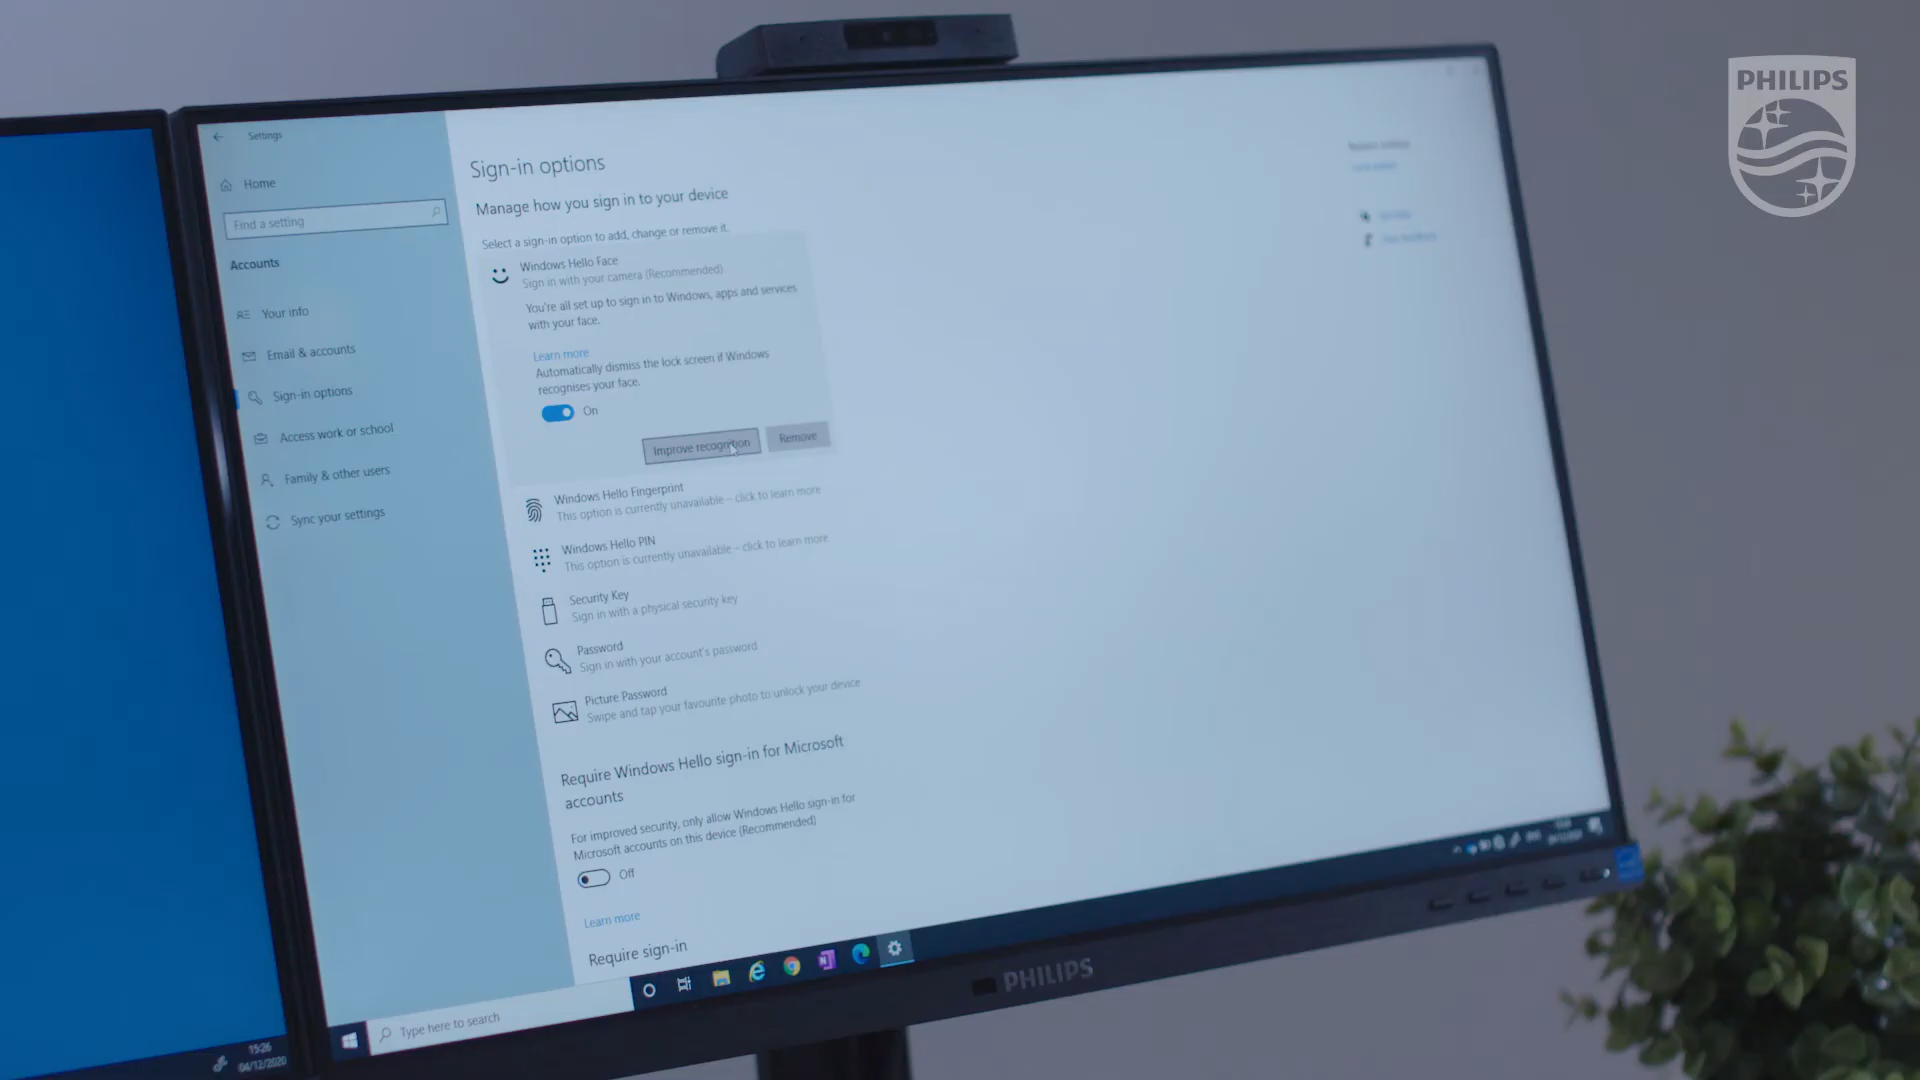 PHILIPS
Settings
Home
Find a setting
Accounts
Your info
Email & accounts
Sign-in options
Access work or school
Family & other users
Sync your settings
Sign-in options
Manage how you sign in to your device
Select a sign-in option to add, change or remove it.
Windows Hello Face
Sign in with your camera (Recommended)
You're all set up to sign in to Windows, apps and services
with your face.
Learn more
Automatically dismiss the lock screen if Windows
recognises your face.
On
Improve recognition
Remove
Windows Hello Fingerprint
This option is currently unavailable – click to learn more
Windows Hello PIN
This option is currently unavailable – click to learn more
Security Key
Sign in with a physical security key
Password
Sign in with your account's password
Picture Password
Swipe and tap your favourite photo to unlock your device
Require Windows Hello sign-in for Microsoft
accounts
For improved security, only allow Windows Hello sign-in for
Microsoft accounts on this device (Recommended)
Off
Learn more
Require sign-in
Type here to search
PHILIPS
15:26
04/12/2020